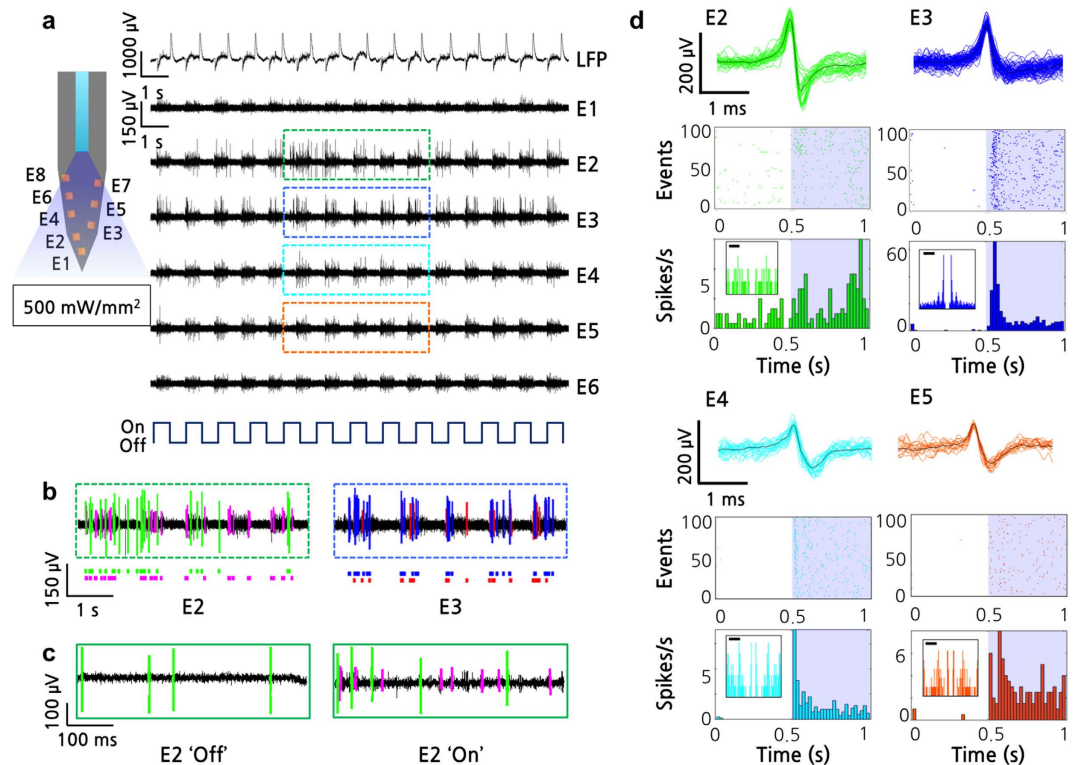 a
1000 µV
1 s
LFP
150 µV
1 s
E1
E2
E3
E4
E5
E6
E8
E7
E6
E5
E4
E3
E2
E1
500 mW/mm²
On
Off
b
150 µV
1 s
E2
E3
c
100 µV
100 ms
E2 'Off'
E2 'On'
d
E2
E3
200 µV
1 ms
Events
100
50
0
0
0.5
1
100
50
0
0
0.5
1
Spikes/s
5
0
0
0.5
1
Time (s)
60
0
0
0.5
1
Time (s)
E4
E5
200 µV
1 ms
Events
100
50
0
0
0.5
1
100
50
0
0
0.5
1
Spikes/s
5
0
0
0.5
1
Time (s)
6
0
0
0.5
1
Time (s)